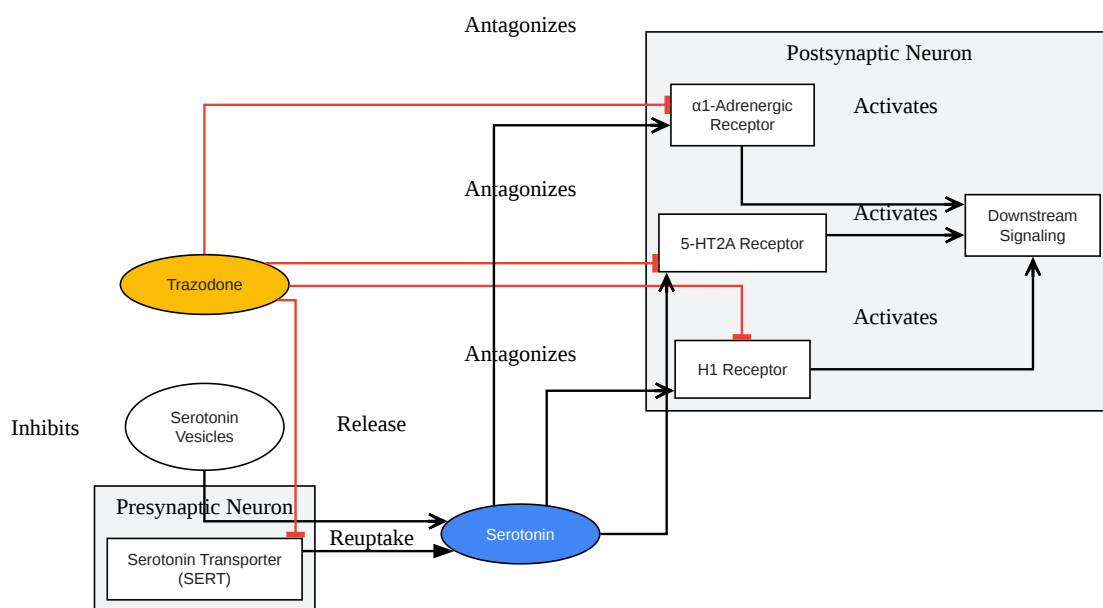 Antagonizes
Postsynaptic Neuron
α1-Adrenergic
Receptor
Activates
Antagonizes
5-HT2A Receptor
Activates
Downstream
Signaling
Trazodone
Activates
Antagonizes
H1 Receptor
Serotonin
Vesicles
Inhibits
Release
Presynaptic Neuron
Reuptake
Serotonin
Serotonin Transporter
(SERT)